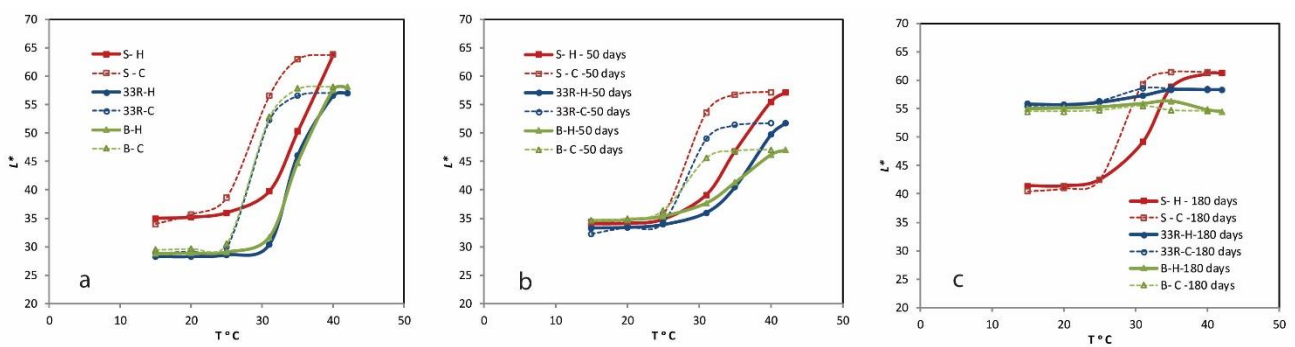 70
65
60
55
50
45
40
35
30
25
20
L*
S- H
S - C
33R-H
33R-C
B-H
B- C
a
0 10 20 30 40 50
T ° C
70
65
60
55
50
45
40
35
30
25
20
L*
S- H - 50 days
S - C -50 days
33R-H-50 days
33R-C-50 days
B-H-50 days
B- C -50 days
b
0 10 20 30 40 50
T ° C
70
65
60
55
50
45
40
35
30
25
20
L*
S- H - 180 days
S - C -180 days
33R-H-180 days
33R-C-180 days
B-H-180 days
B- C -180 days
c
0 10 20 30 40 50
T ° C